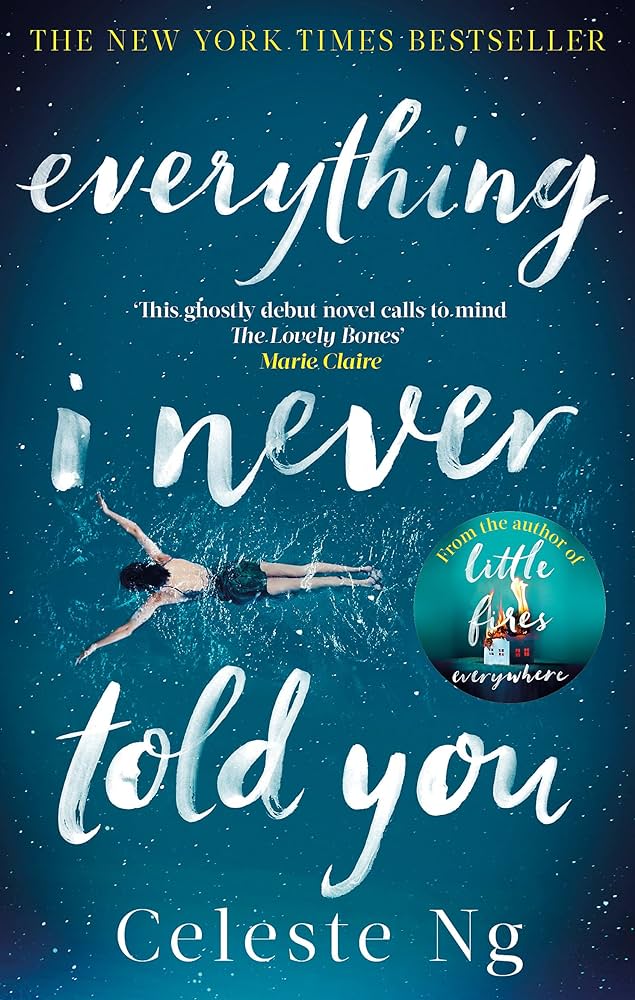 THE NEW YORK TIMES BESTSELLER
everything
‘This ghostly debut novel calls to mind
The Lovely Bones’
Marie Claire
i never
From the author of
little
fires
everywhere
told you
Celeste Ng